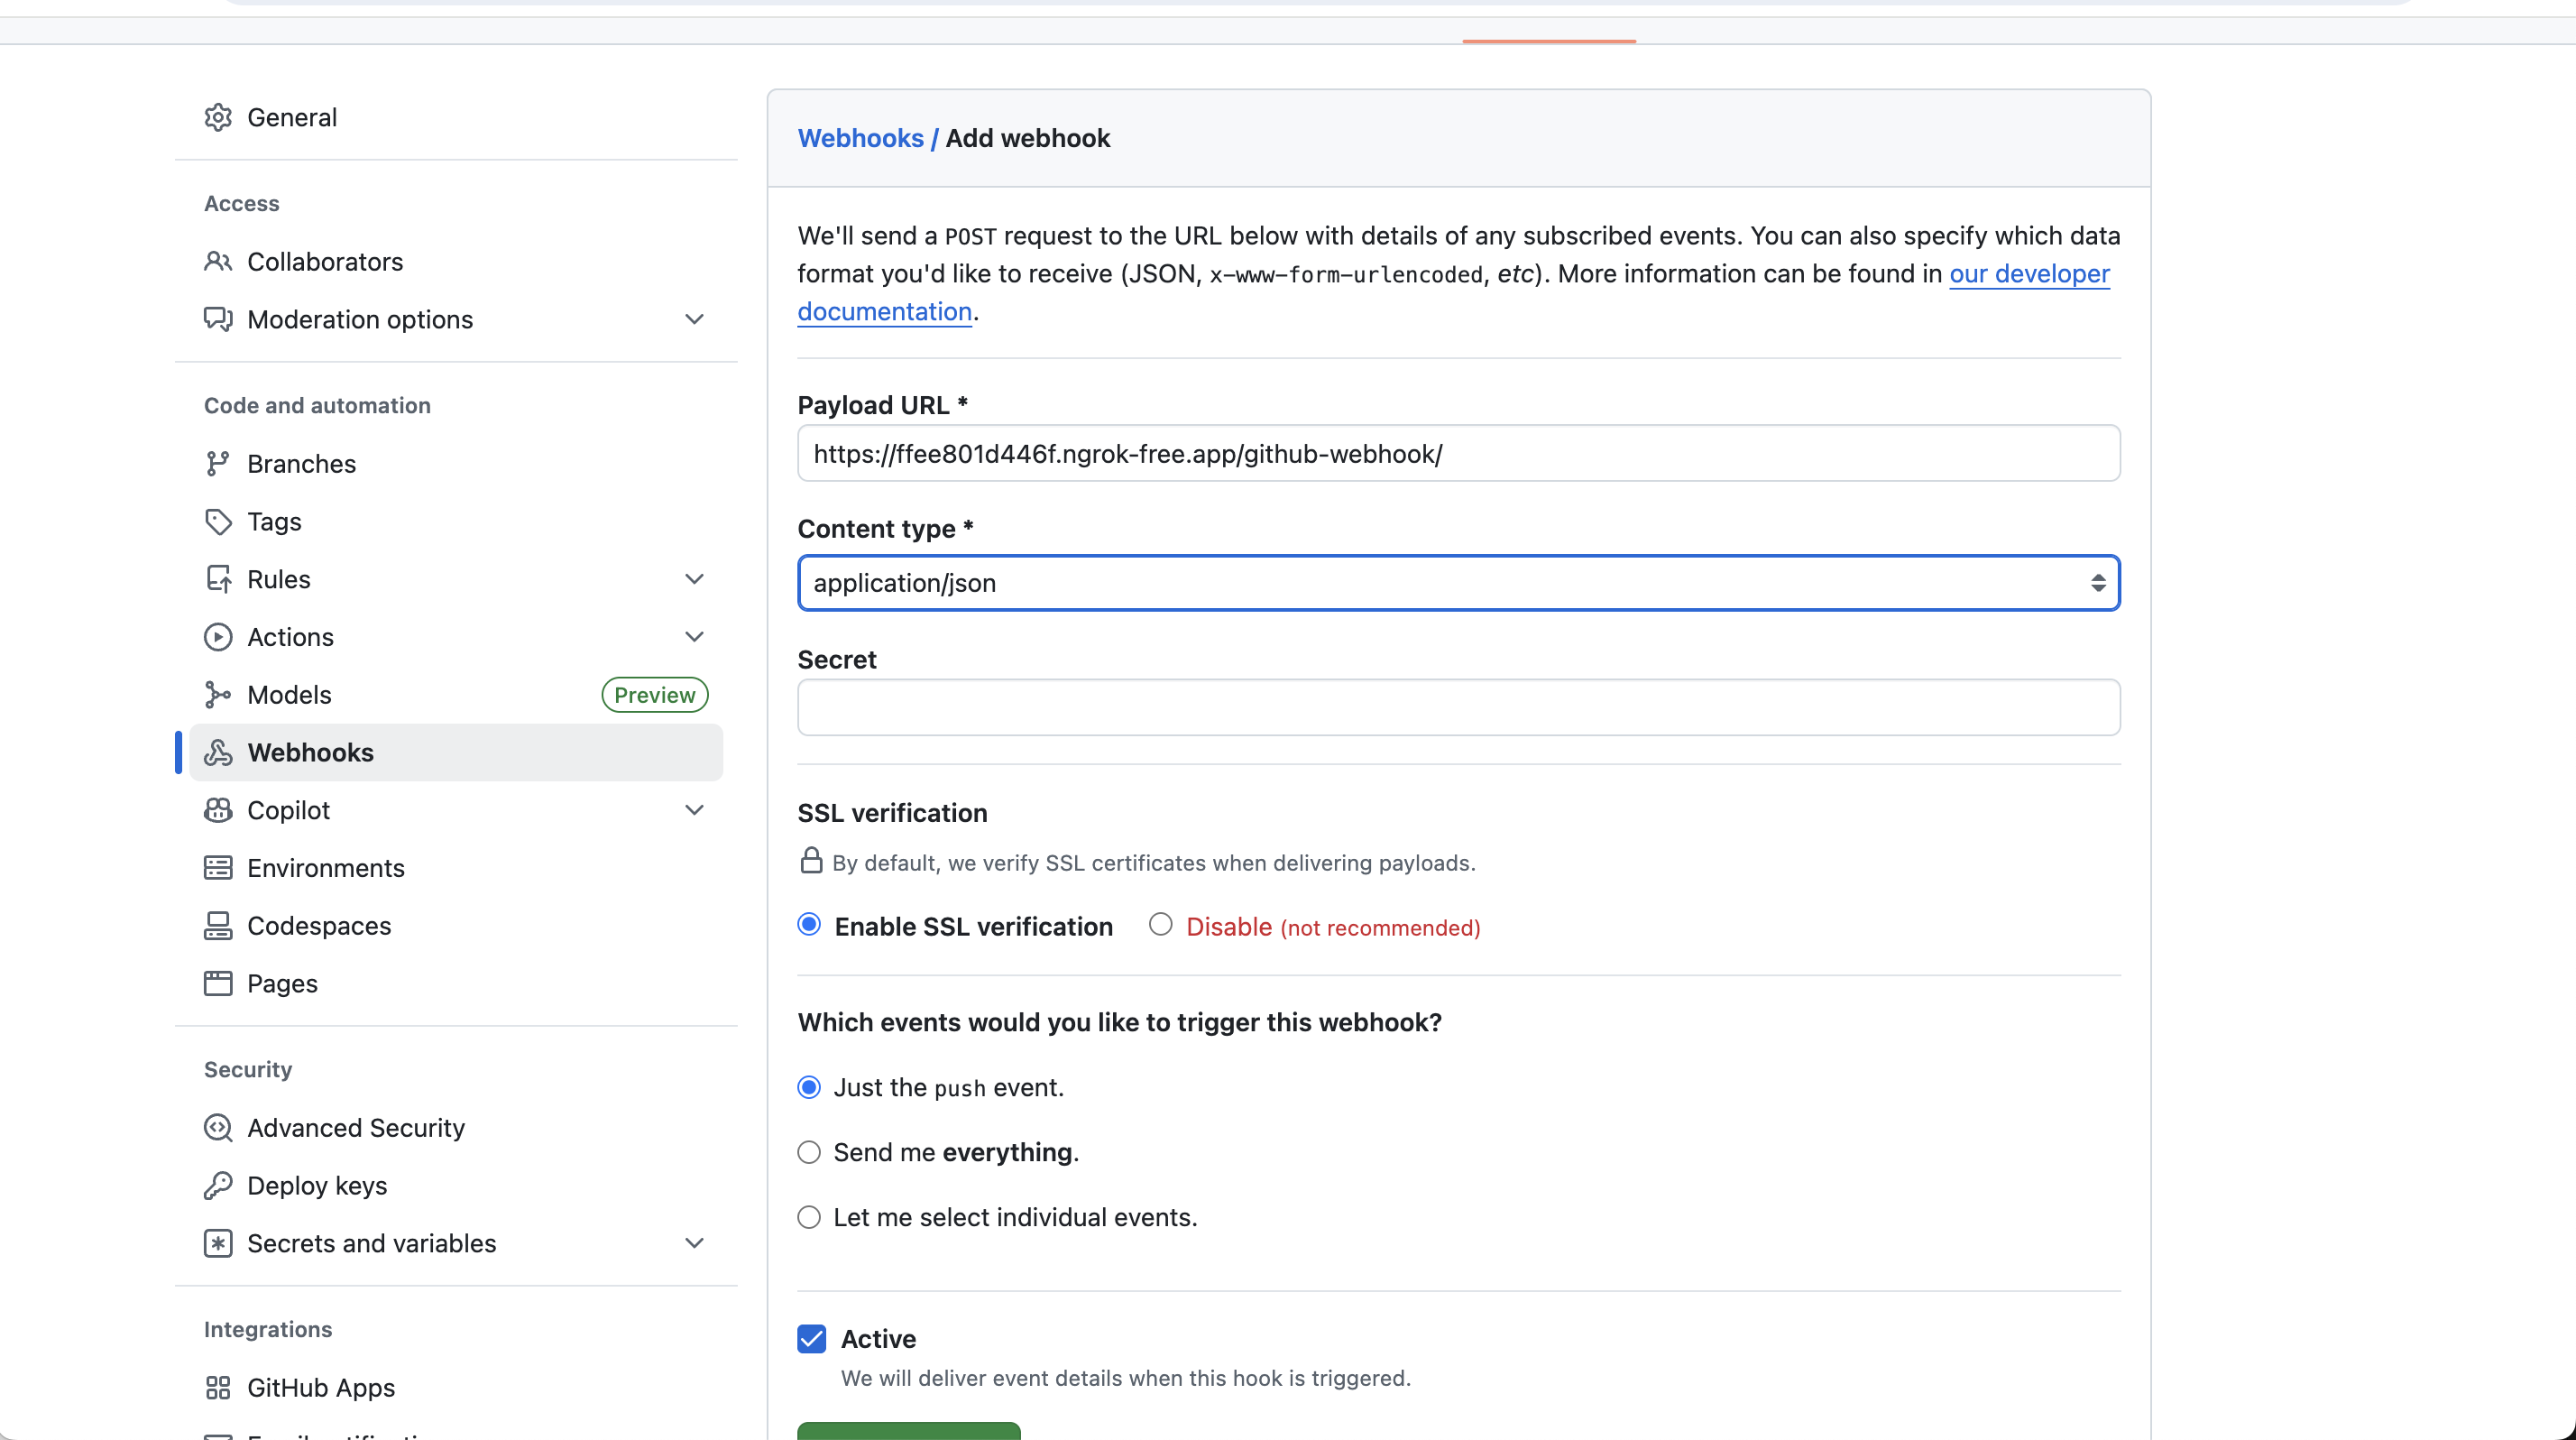 General
Access
Collaborators
Moderation options
Code and automation
Branches
Tags
Rules
Actions
Models
Preview
Webhooks
Copilot
Environments
Codespaces
Pages
Security
Advanced Security
Deploy keys
Secrets and variables
Integrations
GitHub Apps
Webhooks / Add webhook
We'll send a POST request to the URL below with details of any subscribed events. You can also specify which data
format you'd like to receive (JSON, x-www-form-urlencoded, etc). More information can be found in our developer
documentation.
Payload URL *
https://ffee801d446f.ngrok-free.app/github-webhook/
Content type *
application/json
Secret
SSL verification
By default, we verify SSL certificates when delivering payloads.
Enable SSL verification
Disable (not recommended)
Which events would you like to trigger this webhook?
Just the push event.
Send me everything.
Let me select individual events.
Active
We will deliver event details when this hook is triggered.